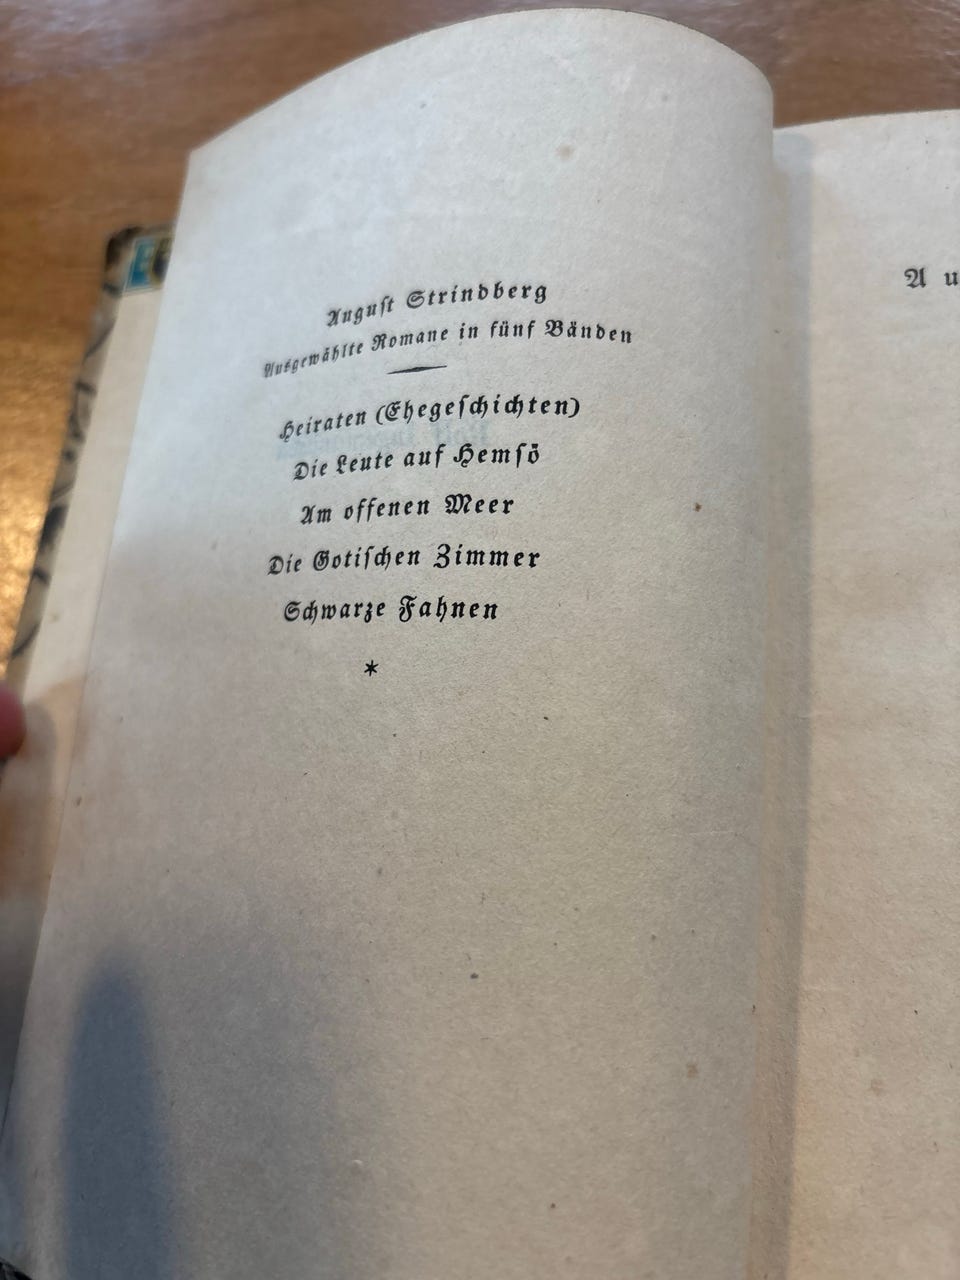 August Strindberg
Ausgewählte Romane in fünf Bänden
Heiraten (Ehegeschichten)
Die Leute auf Hemsö
Am offenen Meer
Die Gotischen Zimmer
Schwarze Fahnen
*
Au